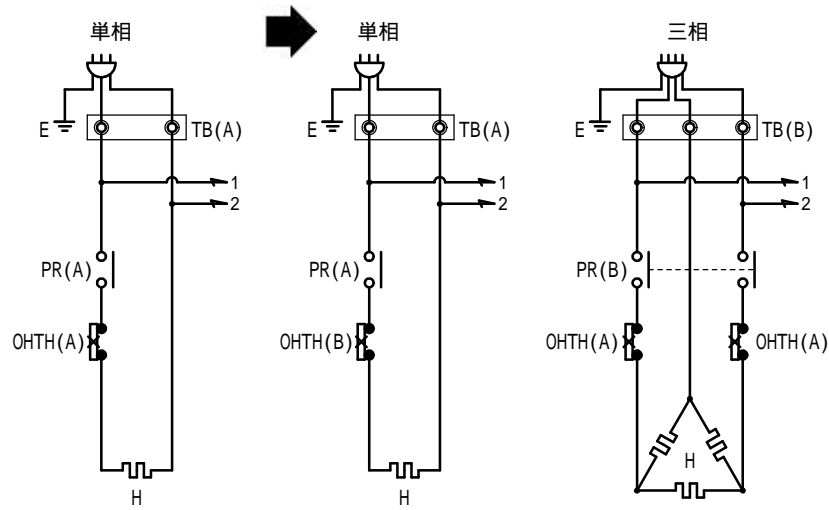 単相
E
TB(A)
1
2
PR(A)
OHTH(A)
H
単相
E
TB(A)
1
2
PR(A)
OHTH(B)
H
三相
E
TB(B)
1
2
PR(B)
OHTH(A)
OHTH(A)
H